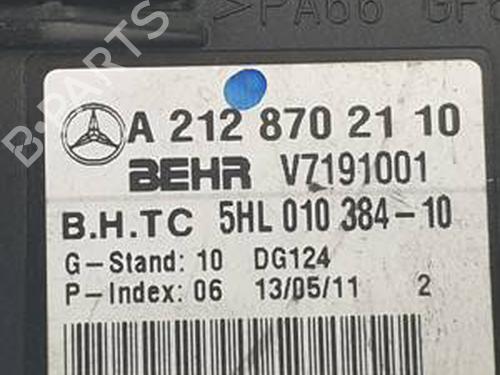 >PA66 GF
A 212 870 21 10
BEHR V7191001
B.H.TC 5HL 010 384-10
G-Stand: 10 DG124
P-Index: 06 13/05/11 2
B-PARTS